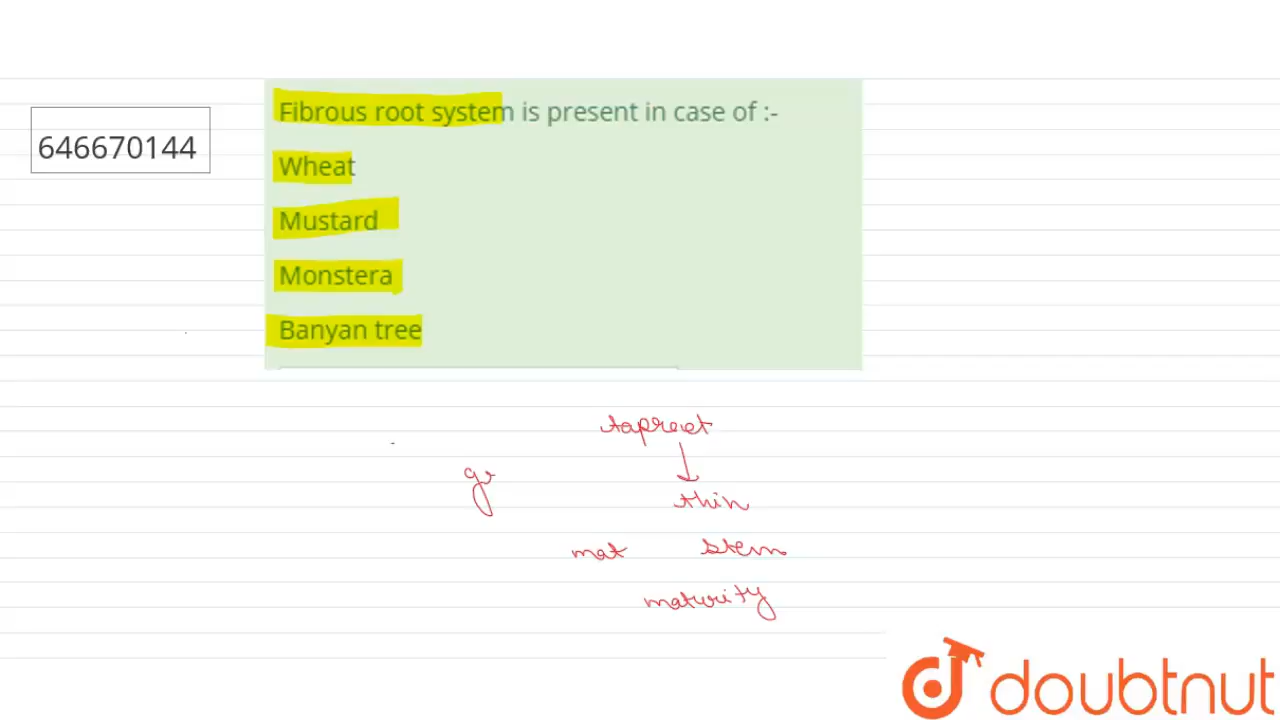 646670144
Fibrous root system is present in case of :-
Wheat
Mustard
Monstera
Banyan tree
taproot
ge
thin
mat stem
maturity
doubtnut